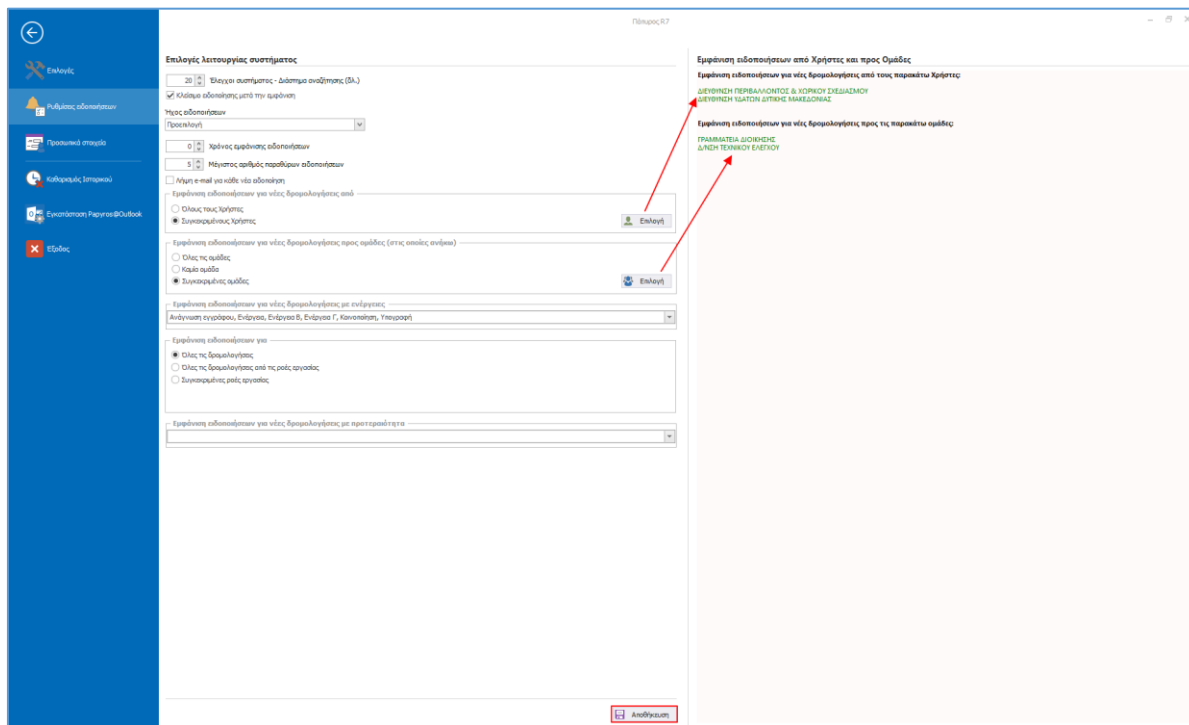 Πάπυρος R7
Επιλογές
Ρυθμίσεις ειδοποιήσεων
Προσωπικά στοιχεία
Καθαρισμός Ιστορικού
Εγκατάσταση Papyros@Outlook
Έξοδος
Επιλογές λειτουργίας συστήματος
20 Έλεγχοι συστήματος - Διάστημα αναζήτησης (δλ.)
Κλείσιμο ειδοποίησης μετά την εμφάνιση
Ήχος ειδοποιήσεων
Προεπιλογή
0 Χρόνος εμφάνισης ειδοποιήσεων
5 Μέγιστος αριθμός παραθύρων ειδοποιήσεων
Λήψη e-mail για κάθε νέα ειδοποίηση
Εμφάνιση ειδοποιήσεων για νέες δρομολογήσεις από
Όλους τους Χρήστες
Συγκεκριμένους Χρήστες
Επιλογή
Εμφάνιση ειδοποιήσεων για νέες δρομολογήσεις προς ομάδες (στις οποίες ανήκω)
Όλες τις ομάδες
Καμία ομάδα
Συγκεκριμένες ομάδες
Επιλογή
Εμφάνιση ειδοποιήσεων για νέες δρομολογήσεις με ενέργειες
Ανάγνωση εγγράφου, Ενέργεια, Ενέργεια Β, Ενέργεια Γ, Κοινοποίηση, Υπογραφή
Εμφάνιση ειδοποιήσεων για
Όλες τις δρομολογήσεις
Όλες τις δρομολογήσεις από τις ροές εργασίας
Συγκεκριμένες ροές εργασίας
Εμφάνιση ειδοποιήσεων για νέες δρομολογήσεις με προτεραιότητα
Αποθήκευση
Εμφάνιση ειδοποιήσεων από Χρήστες και προς Ομάδες
Εμφάνιση ειδοποιήσεων για νέες δρομολογήσεις από τους παρακάτω Χρήστες:
ΔΙΕΥΘΥΝΣΗ ΠΕΡΙΒΑΛΛΟΝΤΟΣ & ΧΩΡΙΚΟΥ ΣΧΕΔΙΑΣΜΟΥ
ΔΙΕΥΘΥΝΣΗ ΥΔΑΤΩΝ ΔΥΤΙΚΗΣ ΜΑΚΕΔΟΝΙΑΣ
Εμφάνιση ειδοποιήσεων για νέες δρομολογήσεις προς τις παρακάτω ομάδες:
ΓΡΑΜΜΑΤΕΙΑ ΔΙΟΙΚΗΣΗΣ
Δ/ΝΣΗ ΤΕΧΝΙΚΟΥ ΕΛΕΓΧΟΥ